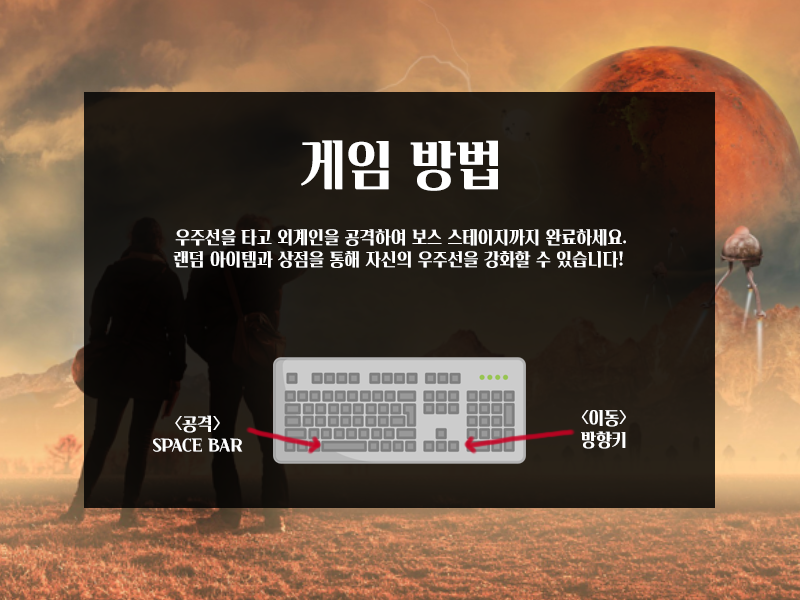 게임 방법
우주선을 타고 외계인을 공격하여 보스 스테이지까지 완료하세요.
랜덤 아이템과 상점을 통해 자신의 우주선을 강화할 수 있습니다!
<공격>
SPACE BAR
<이동>
방향키